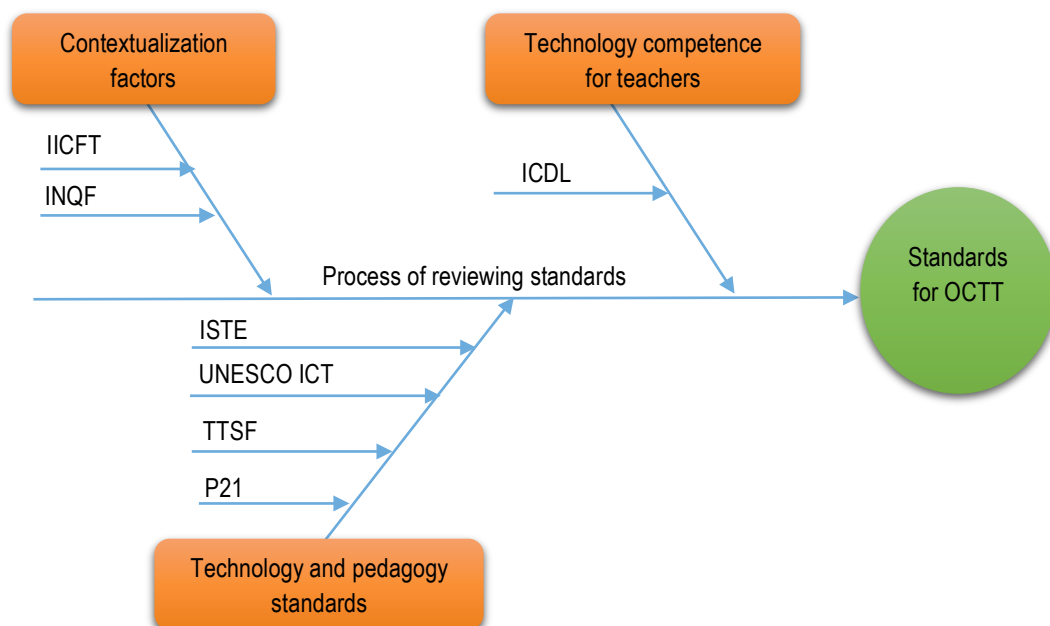 Contextualization
factors
Technology competence
for teachers
IICFT
INQF
ICDL
Process of reviewing standards
Standards
for OCTT
ISTE
UNESCO ICT
TTSF
P21
Technology and pedagogy
standards